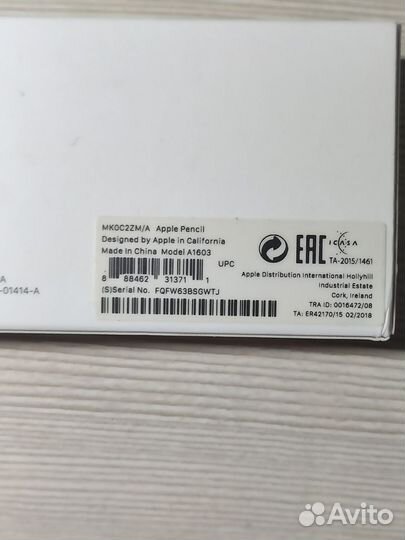 MK0C2ZM/A Apple Pencil
Designed by Apple in California
Made in China Model A1603
8 88462 31371 1 UPC
(S)Serial No. FQFW63BSGWTJ
EAC
ICASA
TA-2015/1461
Apple Distribution International Hollyhill
Industrial Estate
Cork, Ireland
TRA ID: 0016472/08
TA: ER42170/15 02/2018
A
-01414-A
Avito